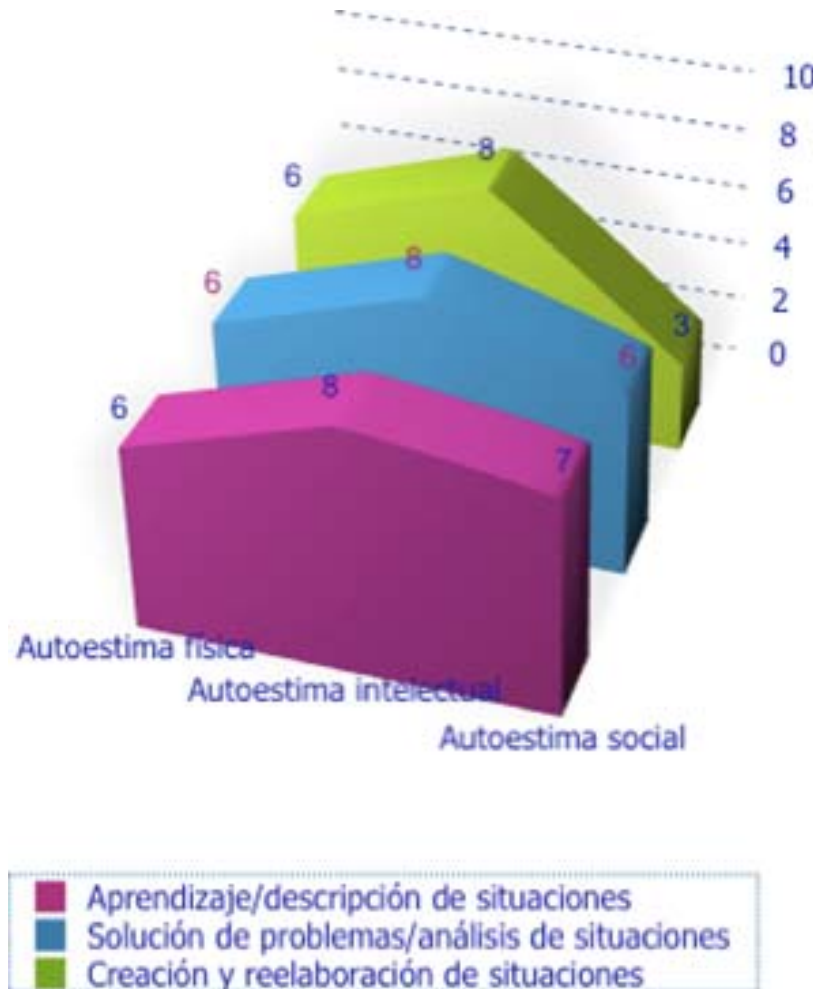 10
8
8
6
6
4
8
6
2
3
0
6
8
6
7
Autoestima física
Autoestima intelectual
Autoestima social
Aprendizaje/descripción de situaciones
Solución de problemas/análisis de situaciones
Creación y reelaboración de situaciones